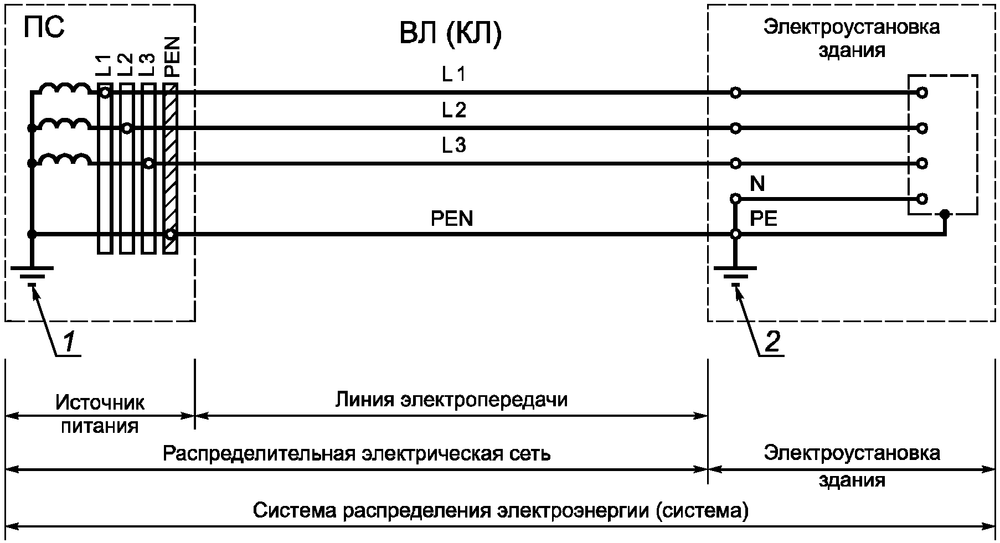 ПС
ВЛ (КЛ)
Электроустановка
здания
L1
L2
L3
PEN
L1
L2
L3
N
PEN
PE
1
2
Источник
питания
Линия электропередачи
Распределительная электрическая сеть
Электроустановка
здания
Система распределения электроэнергии (система)